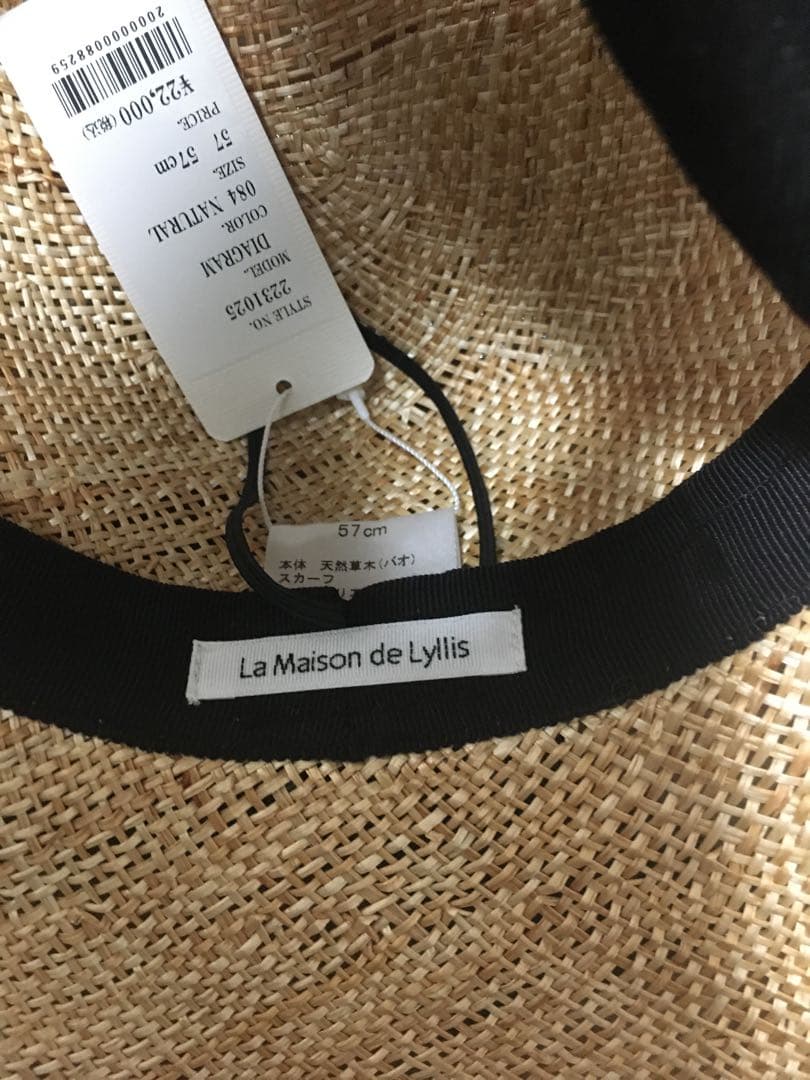 STYLE NO.
2231025
MODEL.
DIAGRAM
COLOR.
084 NATURAL
SIZE.
57 57cm
PRICE.
¥22,000(税込)
2000000088259
57cm
本体 天然草木(バオ)
スカーフ
La Maison de Lyllis